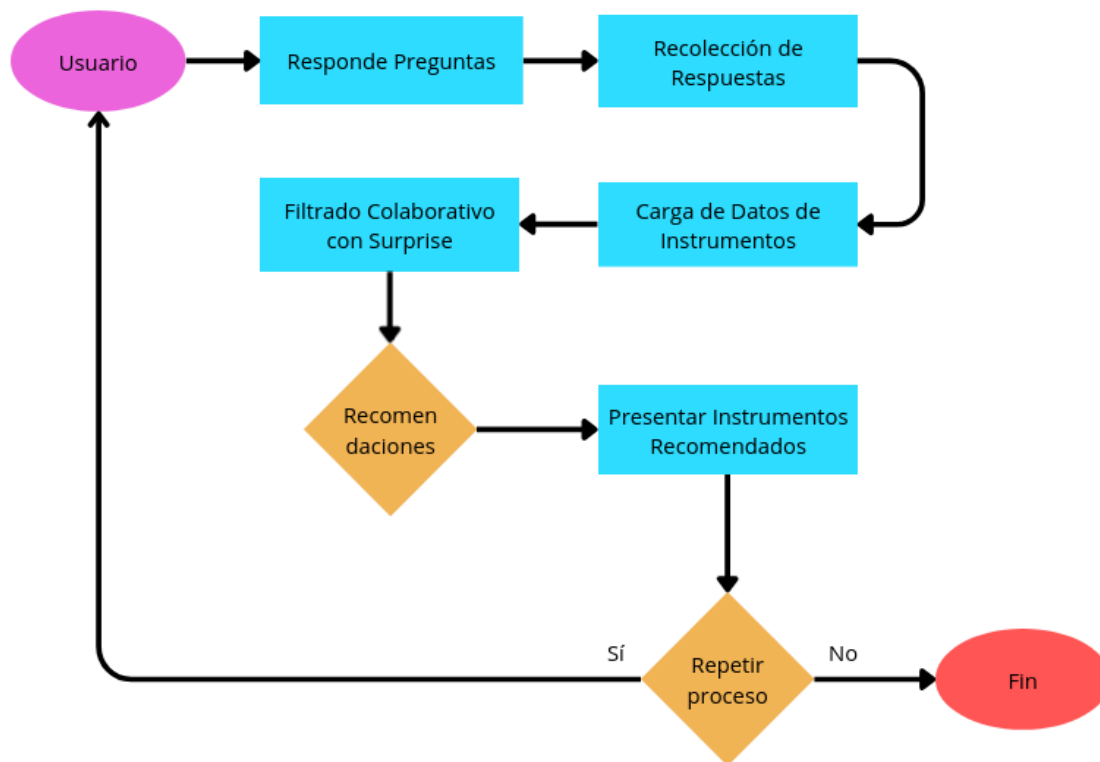 Usuario
Responde Preguntas
Recolección de
Respuestas
Filtrado Colaborativo
con Surprise
Carga de Datos de
Instrumentos
Recomen
daciones
Presentar Instrumentos
Recomendados
Sí
Repetir
proceso
No
Fin